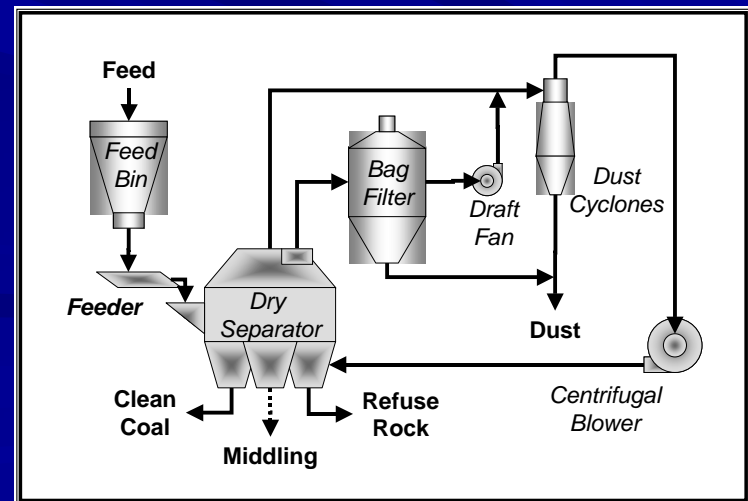 Feed
Feed
Bin
Feeder
Dry
Separator
Bag
Filter
Draft
Fan
Dust
Cyclones
Dust
Centrifugal
Blower
Clean
Coal
Middling
Refuse
Rock